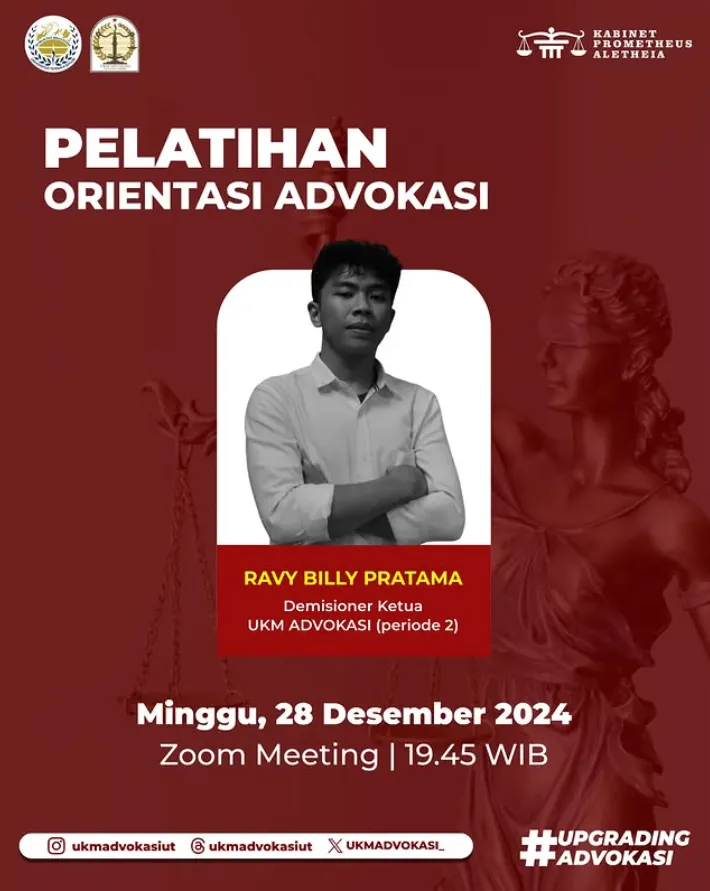 KABINET
PROMETHEUS
ALETHEIA
PELATIHAN
ORIENTASI ADVOKASI
RAVY BILLY PRATAMA
Demisioner Ketua
UKM ADVOKASI (periode 2)
Minggu, 28 Desember 2024
Zoom Meeting | 19.45 WIB
ukmadvokasiut ukmadvokasiut UKMADVOKASI_
#UPGRADING
ADVOKASI